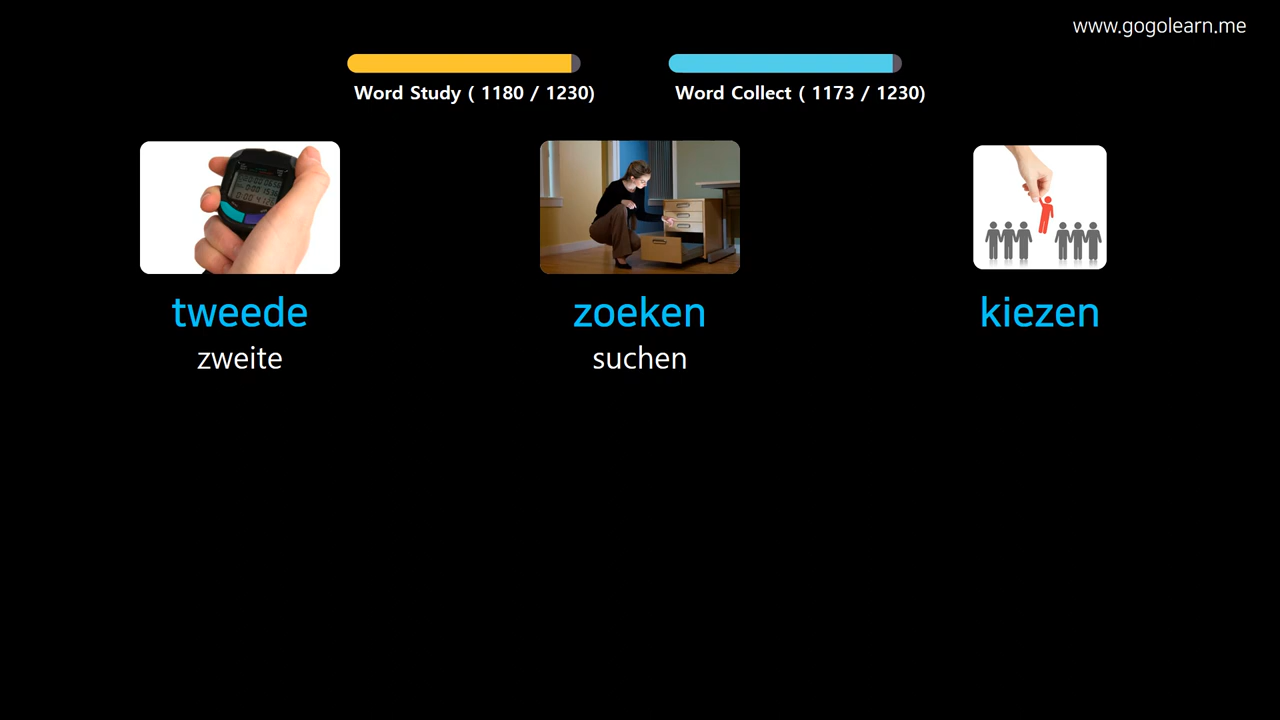 www.gogolearn.me
Word Study ( 1180 / 1230)
Word Collect ( 1173 / 1230)
tweede
zoeken
kiezen
zweite
suchen